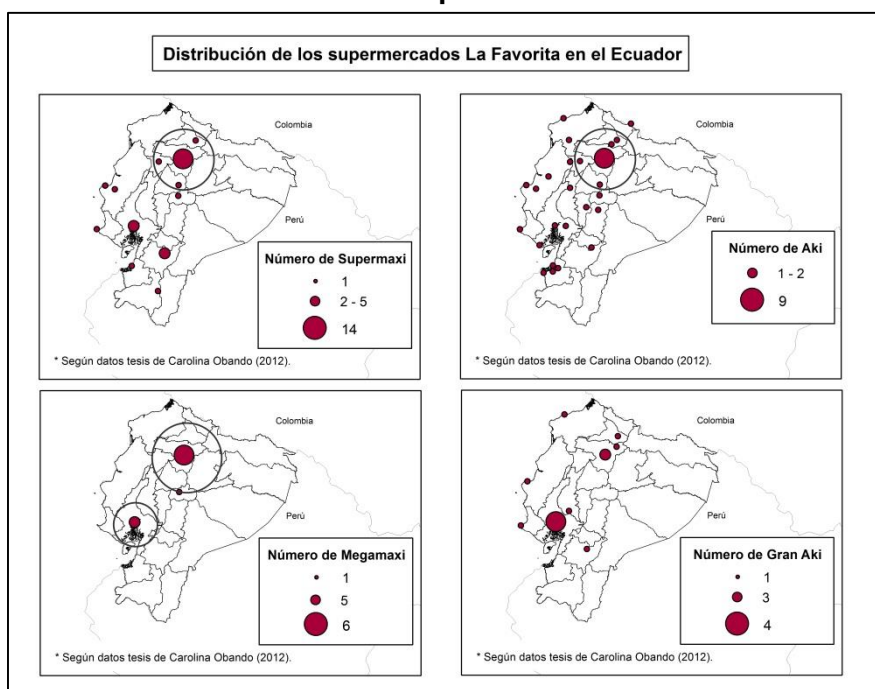 Distribución de los supermercados La Favorita en el Ecuador
Colombia
Perú
Número de Supermaxi
1
2 - 5
14
* Según datos tesis de Carolina Obando (2012).
Colombia
Perú
Número de Aki
1 - 2
9
* Según datos tesis de Carolina Obando (2012).
Colombia
Perú
Número de Megamaxi
1
5
6
* Según datos tesis de Carolina Obando (2012).
Colombia
Perú
Número de Gran Aki
1
3
4
* Según datos tesis de Carolina Obando (2012).